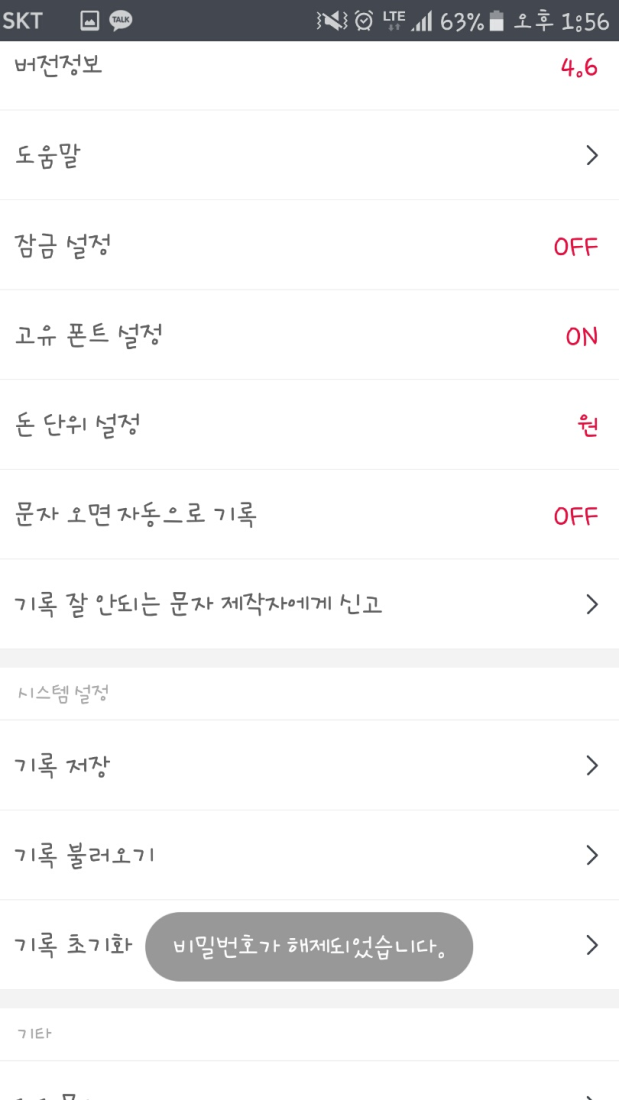 SKT TALK LTE 63% 오후 1:56
버전정보 4.6
도움말
잠금 설정 OFF
고유 폰트 설정 ON
돈 단위 설정 원
문자 오면 자동으로 기록 OFF
기록 잘 안되는 문자 제작자에게 신고
시스템 설정
기록 저장
기록 불러오기
기록 초기화
비밀번호가 해제되었습니다.
기타